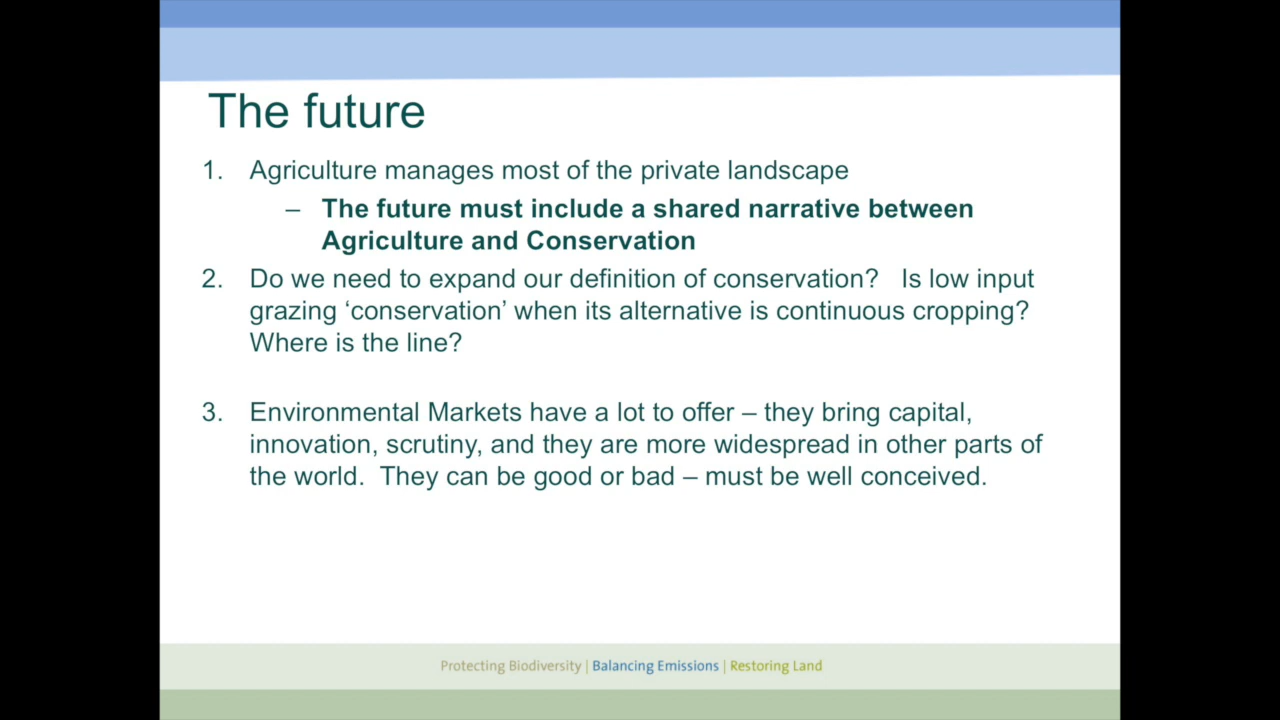 The future
1. Agriculture manages most of the private landscape
– The future must include a shared narrative between
Agriculture and Conservation
2. Do we need to expand our definition of conservation?   Is low input
grazing ‘conservation’ when its alternative is continuous cropping?
Where is the line?
3. Environmental Markets have a lot to offer – they bring capital,
innovation, scrutiny, and they are more widespread in other parts of
the world.  They can be good or bad – must be well conceived.
Protecting Biodiversity | Balancing Emissions | Restoring Land